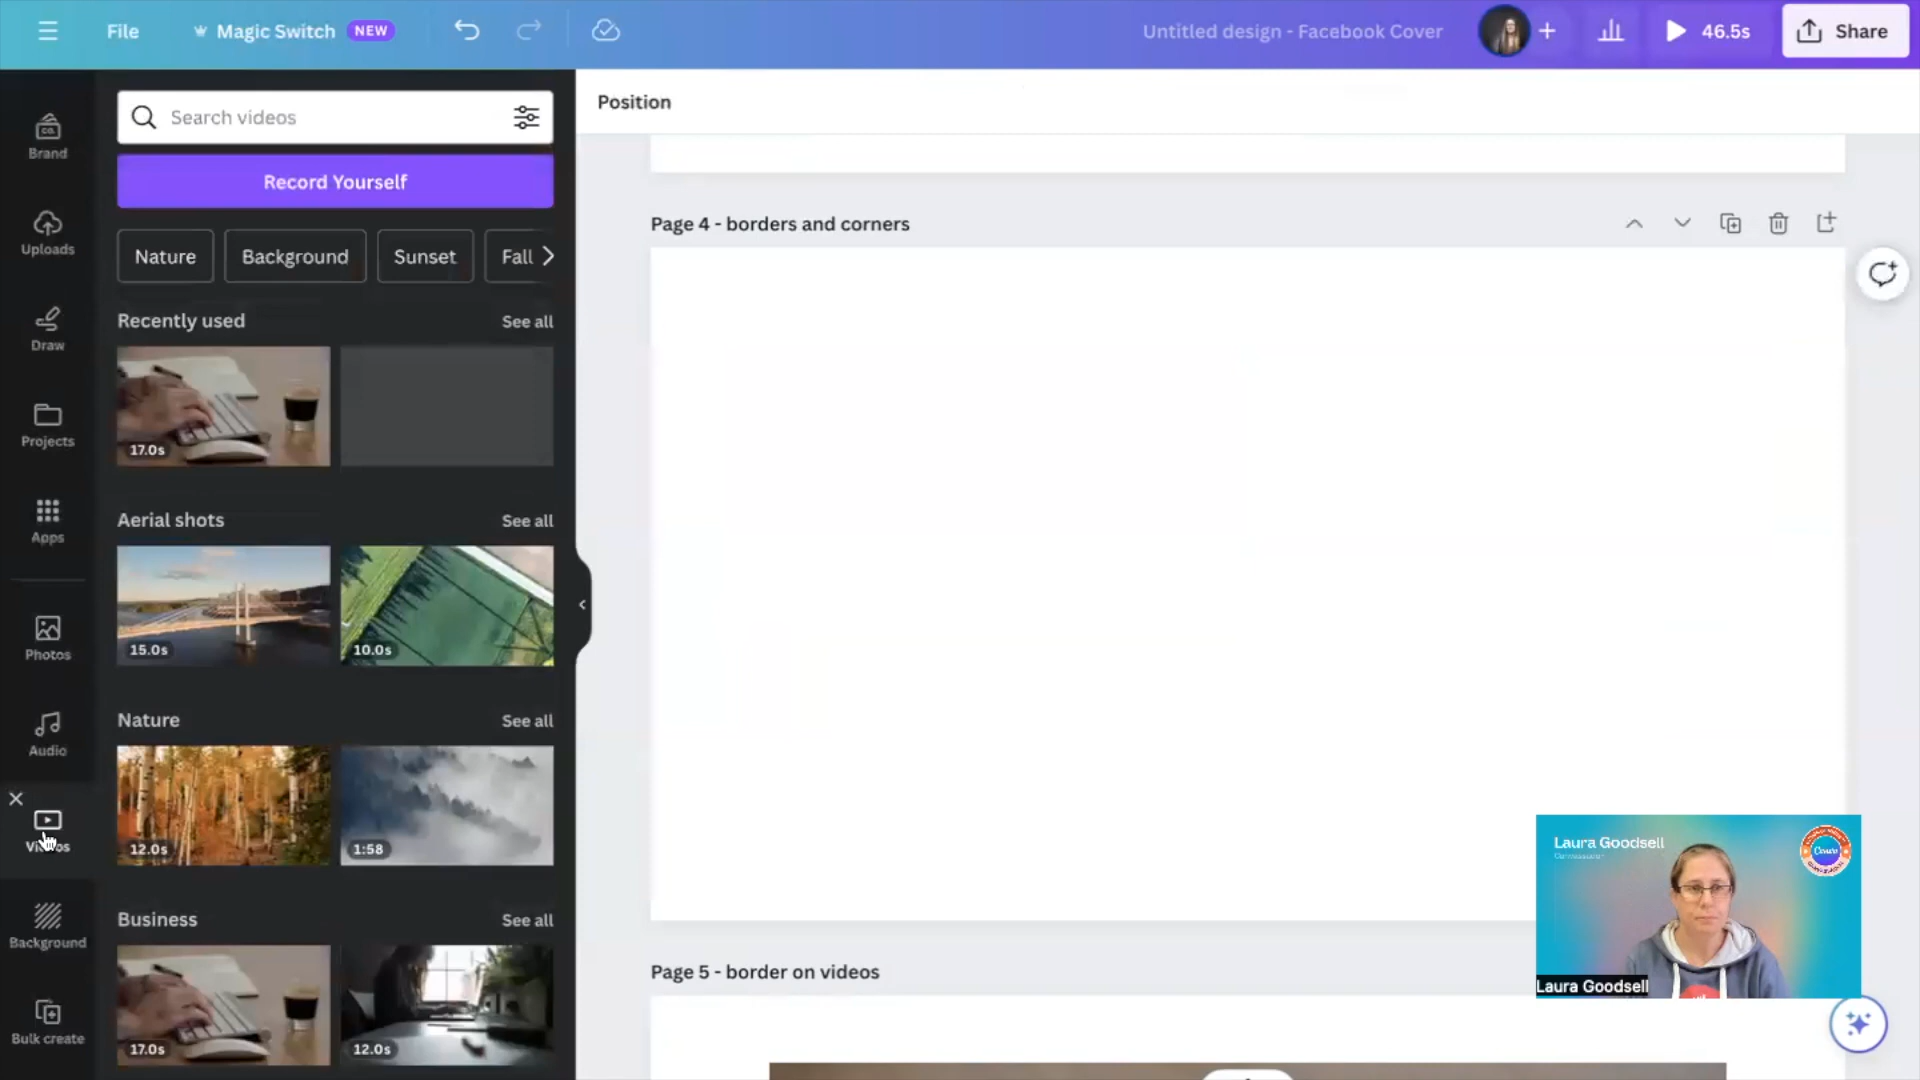 File
Magic Switch NEW
Untitled design - Facebook Cover
46.5s
Share
Position
Brand
Uploads
Draw
Projects
Apps
Photos
Audio
Videos
Background
Bulk create
Search videos
Record Yourself
Nature
Background
Sunset
Fall
Recently used
See all
17.0s
Aerial shots
See all
15.0s
10.0s
Nature
See all
12.0s
1:58
Business
See all
17.0s
12.0s
Page 4 - borders and corners
Page 5 - border on videos
Laura Goodsell
Canva
Laura Goodsell